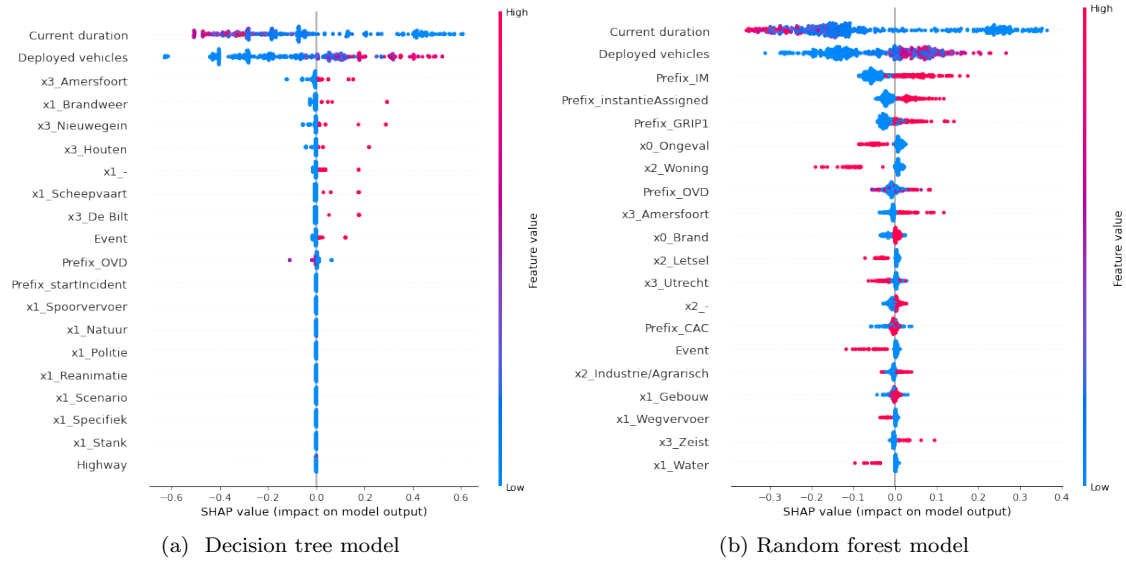 High
Current duration
Deployed vehicles
x3_Amersfoort
x1_Brandweer
x3_Nieuwegein
x3_Houten
x1_-
x1_Scheepvaart
x3_De Bilt
Event
Prefix_OVD
Prefix_startIncident
x1_Spoorvervoer
x1_Natuur
x1_Politie
x1_Reanimatie
x1_Scenario
x1_Specifiek
x1_Stank
Highway
Low
Feature value
−0.6 −0.4 −0.2 0.0 0.2 0.4 0.6
SHAP value (impact on model output)
(a) Decision tree model
High
Current duration
Deployed vehicles
Prefix_IM
Prefix_instantieAssigned
Prefix_GRIP1
x0_Ongeval
x2_Woning
Prefix_OVD
x3_Amersfoort
x0_Brand
x2_Letsel
x3_Utrecht
x2_-
Prefix_CAC
Event
x2_Industrie/Agrarisch
x1_Gebouw
x1_Wegvervoer
x3_Zeist
x1_Water
Low
Feature value
−0.3 −0.2 −0.1 0.0 0.1 0.2 0.3 0.4
SHAP value (impact on model output)
(b) Random forest model